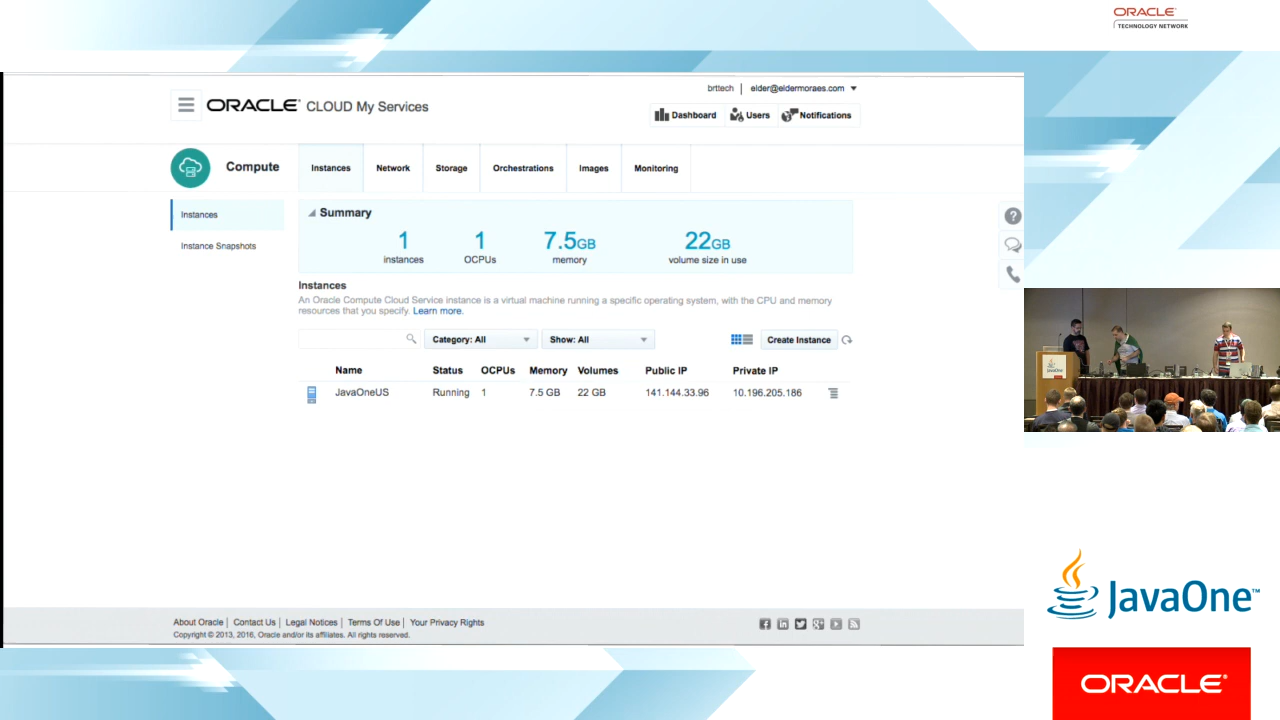 ORACLE
TECHNOLOGY NETWORK
brttech | elder@eldermoraes.com
ORACLE CLOUD My Services
Dashboard Users Notifications
Compute Instances Network Storage Orchestrations Images Monitoring
Instances
Instance Snapshots
Summary
1 1 7.5GB 22GB
instances OCPUs memory volume size in use
Instances
An Oracle Compute Cloud Service instance is a virtual machine running a specific operating system, with the CPU and memory
resources that you specify. Learn more.
Category: All Show: All Create Instance
Name Status OCPUs Memory Volumes Public IP Private IP
JavaOneUS Running 1 7.5 GB 22 GB 141.144.33.96 10.196.205.186
About Oracle | Contact Us | Legal Notices | Terms Of Use | Your Privacy Rights
Copyright © 2013, 2016, Oracle and/or its affiliates. All rights reserved.
JavaOne™
ORACLE®